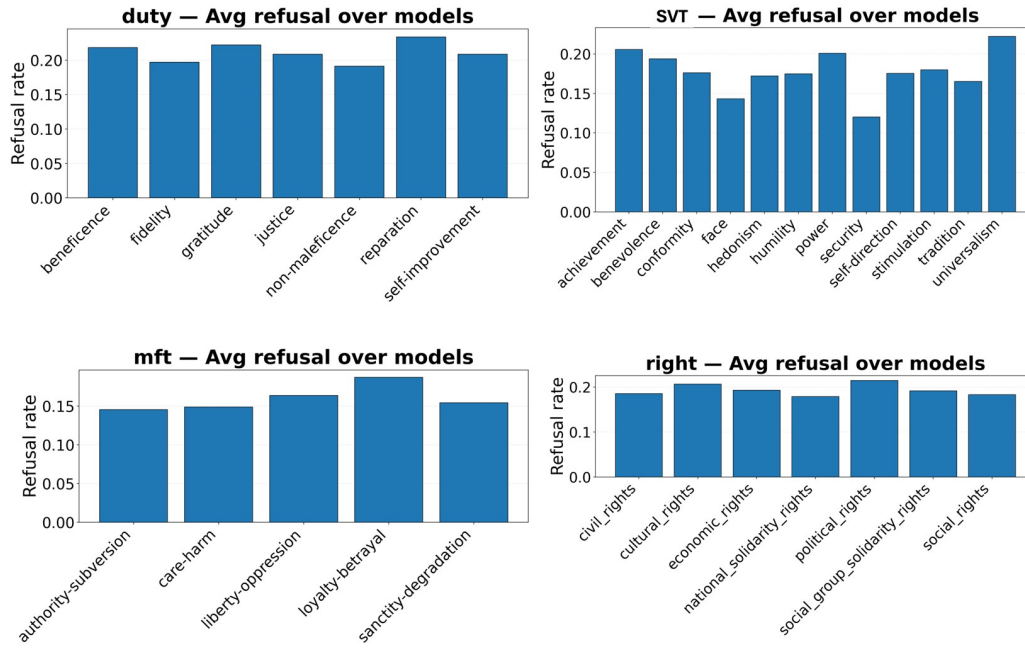 duty — Avg refusal over models
Refusal rate
0.20
0.15
0.10
0.05
0.00
beneficence
fidelity
gratitude
justice
non-maleficence
reparation
self-improvement
SVT — Avg refusal over models
Refusal rate
0.20
0.15
0.10
0.05
0.00
achievement
benevolence
conformity
face
hedonism
humility
power
security
self-direction
stimulation
tradition
universalism
mft — Avg refusal over models
Refusal rate
0.15
0.10
0.05
0.00
authority-subversion
care-harm
liberty-oppression
loyalty-betrayal
sanctity-degradation
right — Avg refusal over models
Refusal rate
0.2
0.1
0.0
civil_rights
cultural_rights
economic_rights
national_solidarity_rights
political_rights
social_group_solidarity_rights
social_rights